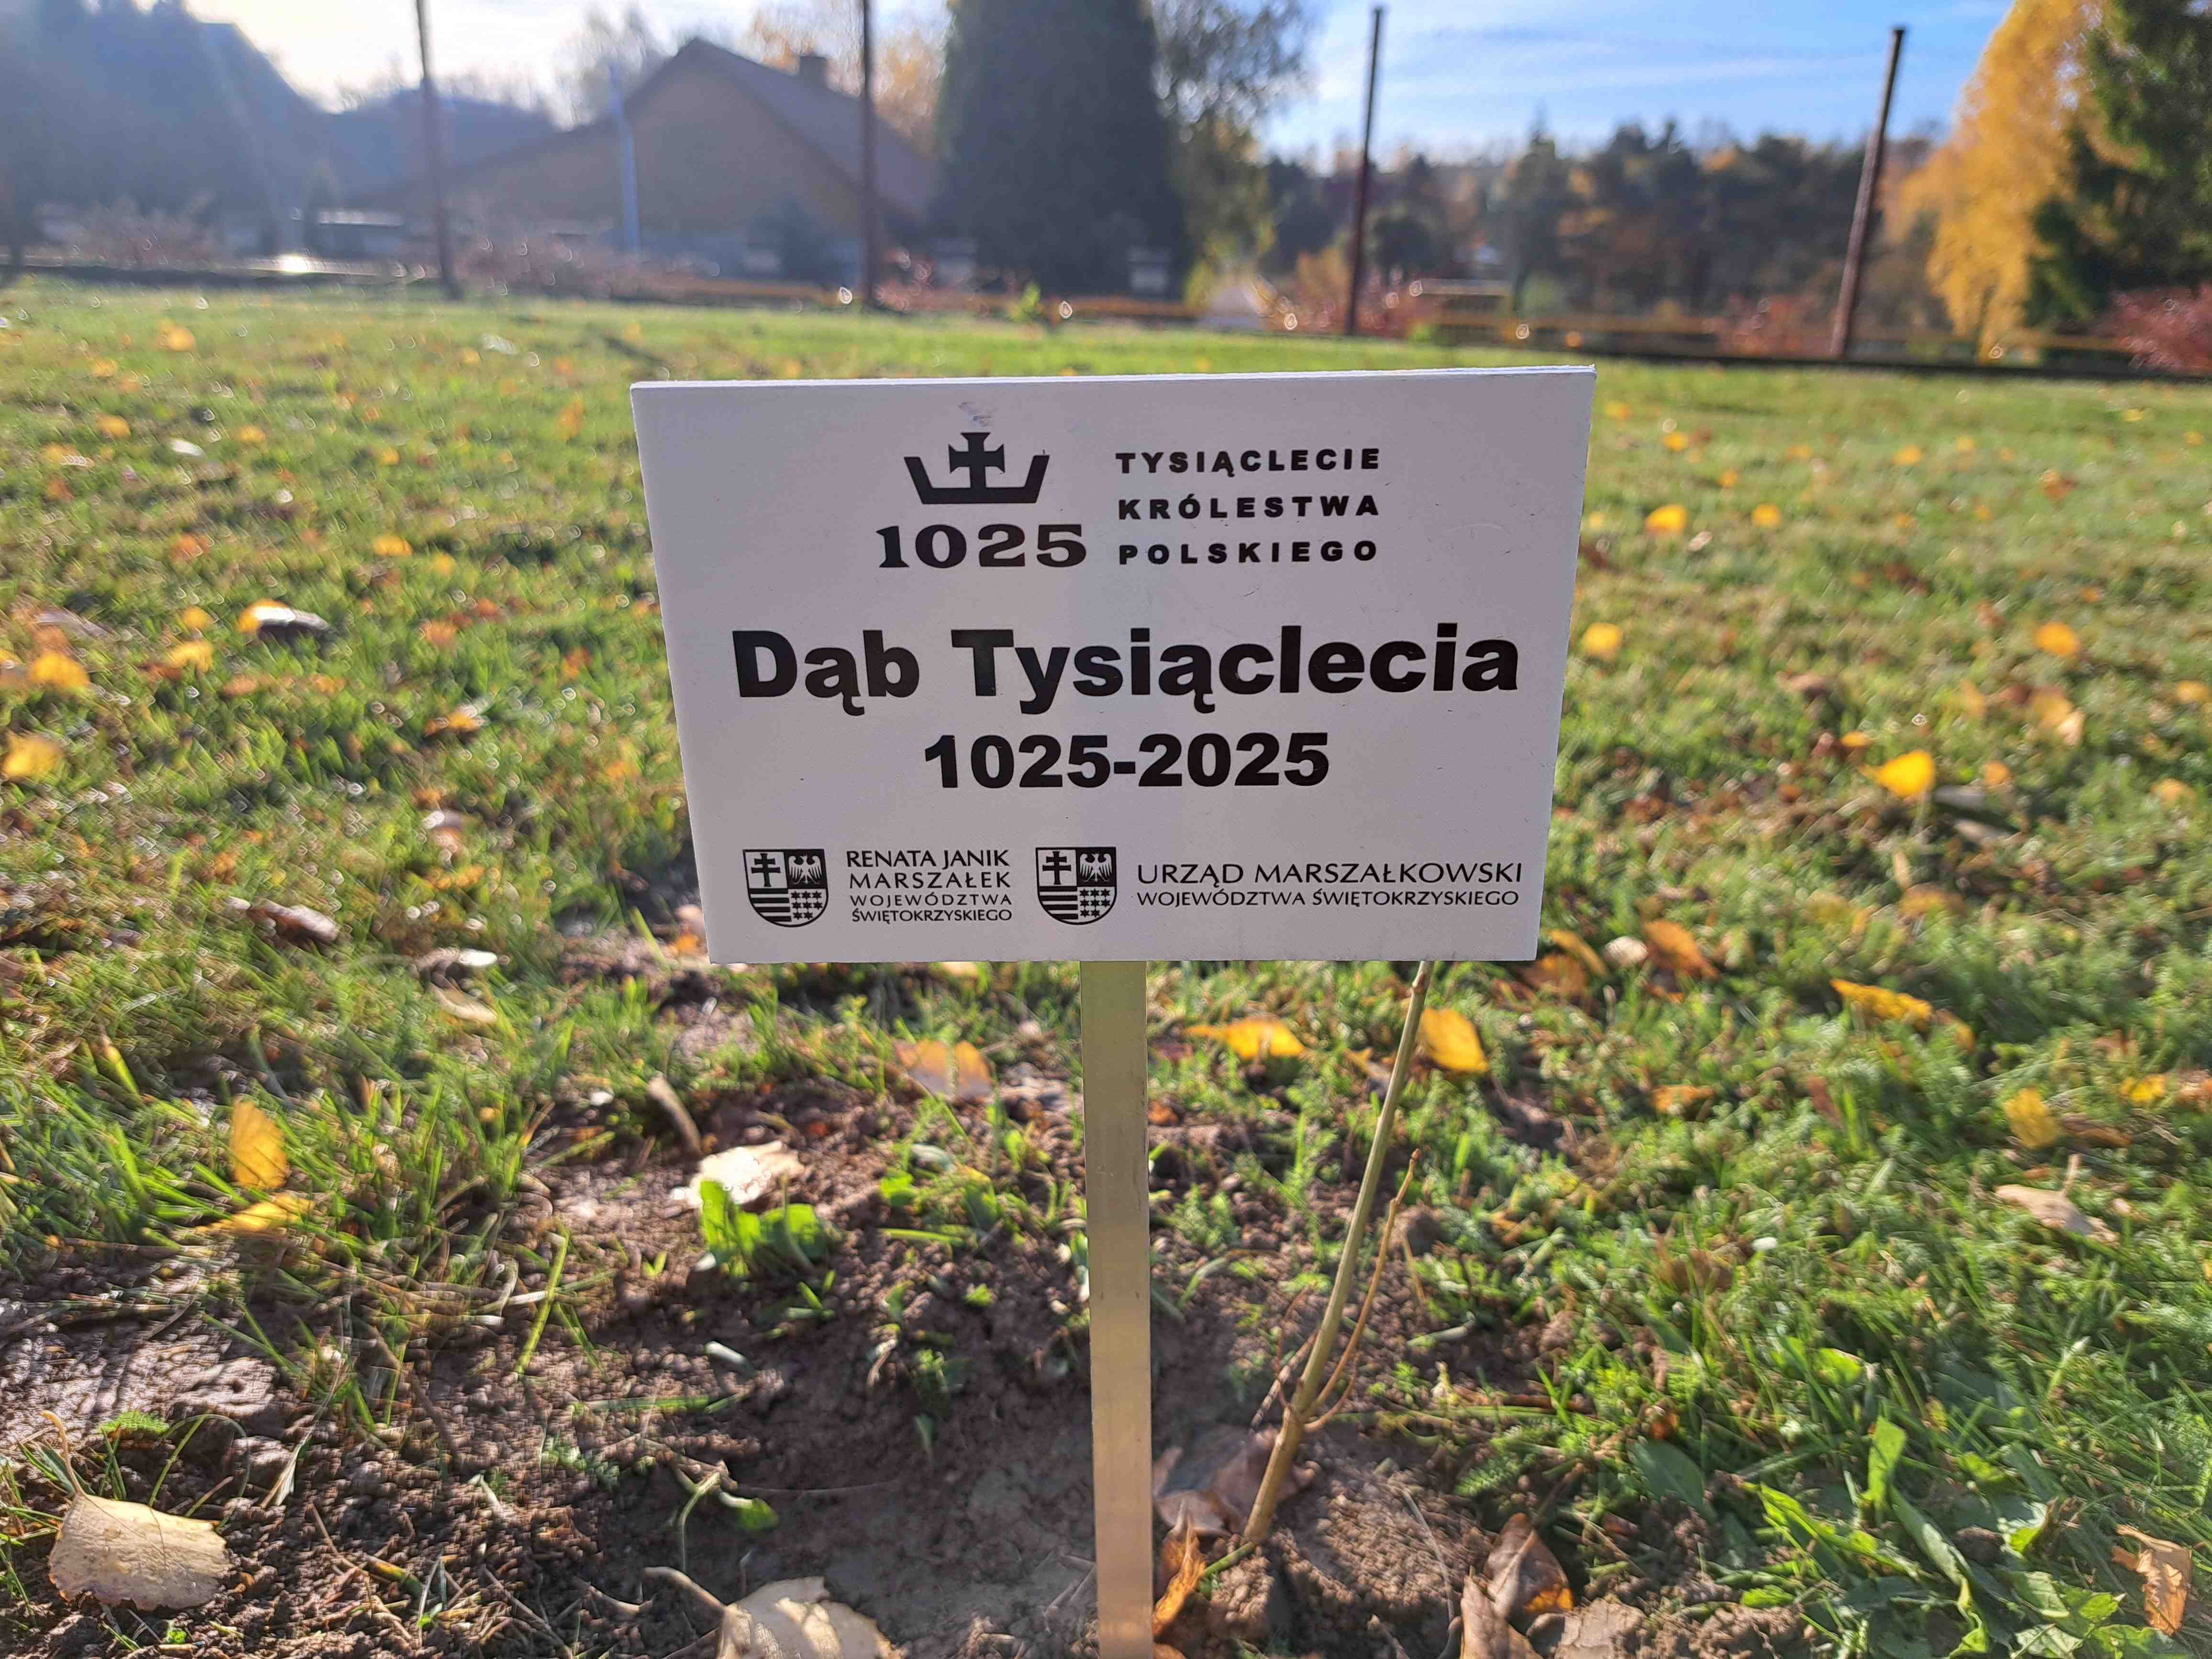 1025
TYSIĄCLECIE
KRÓLESTWA
POLSKIEGO
Dąb Tysiąclecia
1025-2025
RENATA JANIK
MARSZAŁEK
WOJEWÓDZTWA
ŚWIĘTOKRZYSKIEGO
URZĄD MARSZAŁKOWSKI
WOJEWÓDZTWA ŚWIĘTOKRZYSKIEGO